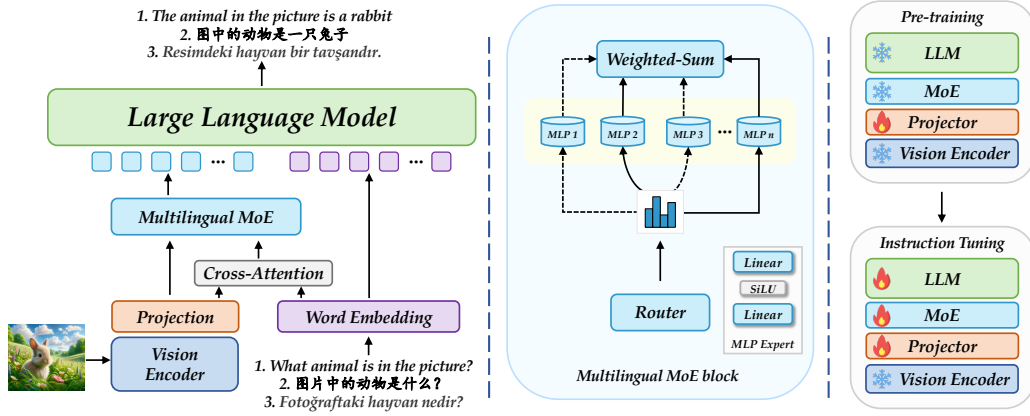 1. The animal in the picture is a rabbit
2. 图中的动物是一只兔子
3. Resimdeki hayvan bir tavşandır.
Large Language Model
...
...
Multilingual MoE
Cross-Attention
Projection
Word Embedding
Vision
Encoder
1. What animal is in the picture?
2. 图片中的动物是什么?
3. Fotoğraftaki hayvan nedir?
Weighted-Sum
MLP 1
MLP 2
MLP 3
...
MLP n
Router
Linear
SiLU
Linear
MLP Expert
Multilingual MoE block
Pre-training
LLM
MoE
Projector
Vision Encoder
Instruction Tuning
LLM
MoE
Projector
Vision Encoder